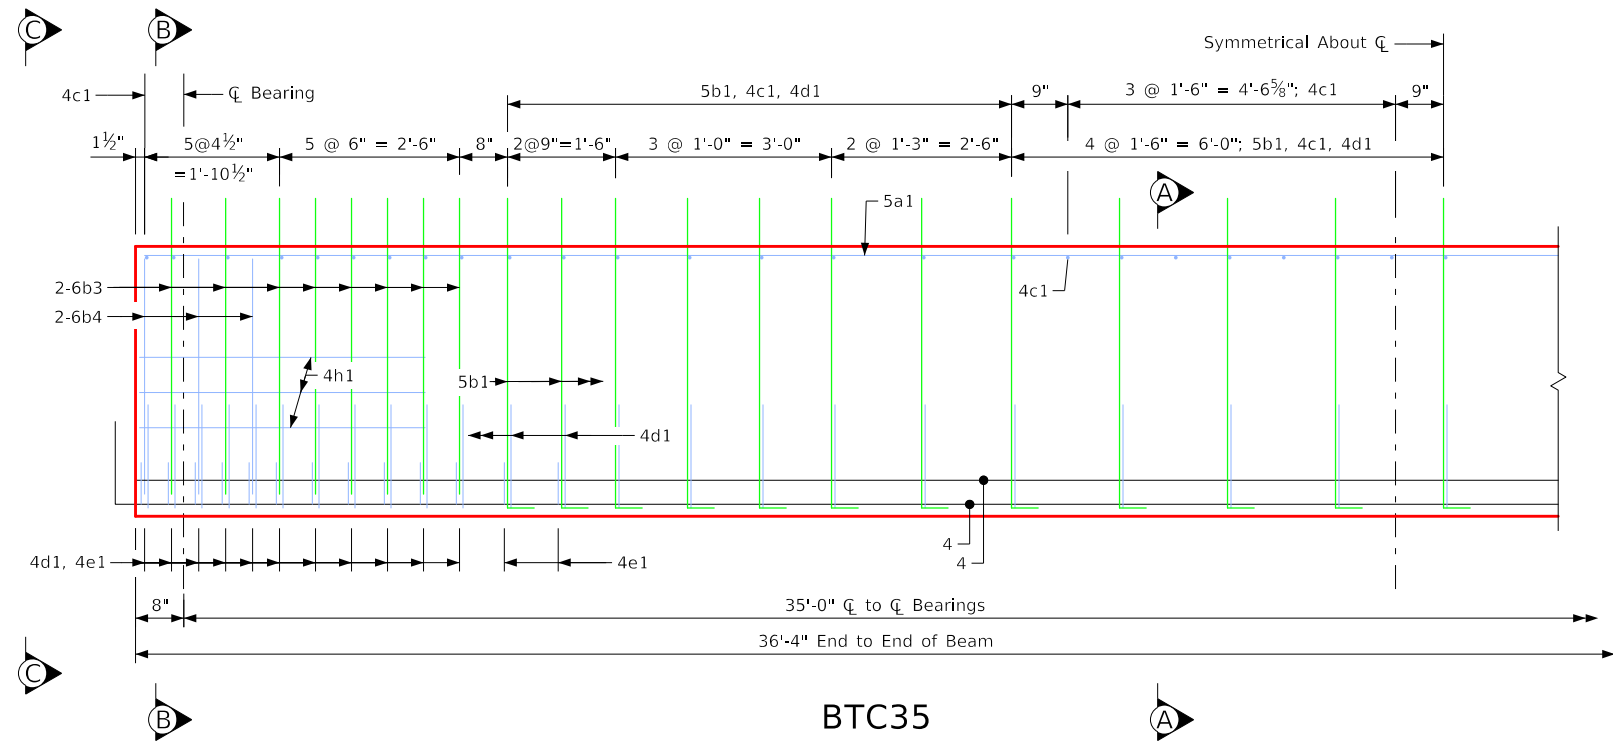 C
B
Symmetrical About ℄
4c1
℄ Bearing
5b1, 4c1, 4d1
9"
3 @ 1'-6" = 4'-6⅝"; 4c1
9"
1½"
5@4½"
5 @ 6" = 2'-6"
8"
2@9"=1'-6"
3 @ 1'-0" = 3'-0"
2 @ 1'-3" = 2'-6"
4 @ 1'-6" = 6'-0"; 5b1, 4c1, 4d1
=1'-10½"
A
5a1
2-6b3
4c1
2-6b4
4h1
5b1
4d1
4
4
4d1, 4e1
4e1
8"
35'-0" ℄ to ℄ Bearings
36'-4" End to End of Beam
C
B
BTC35
A